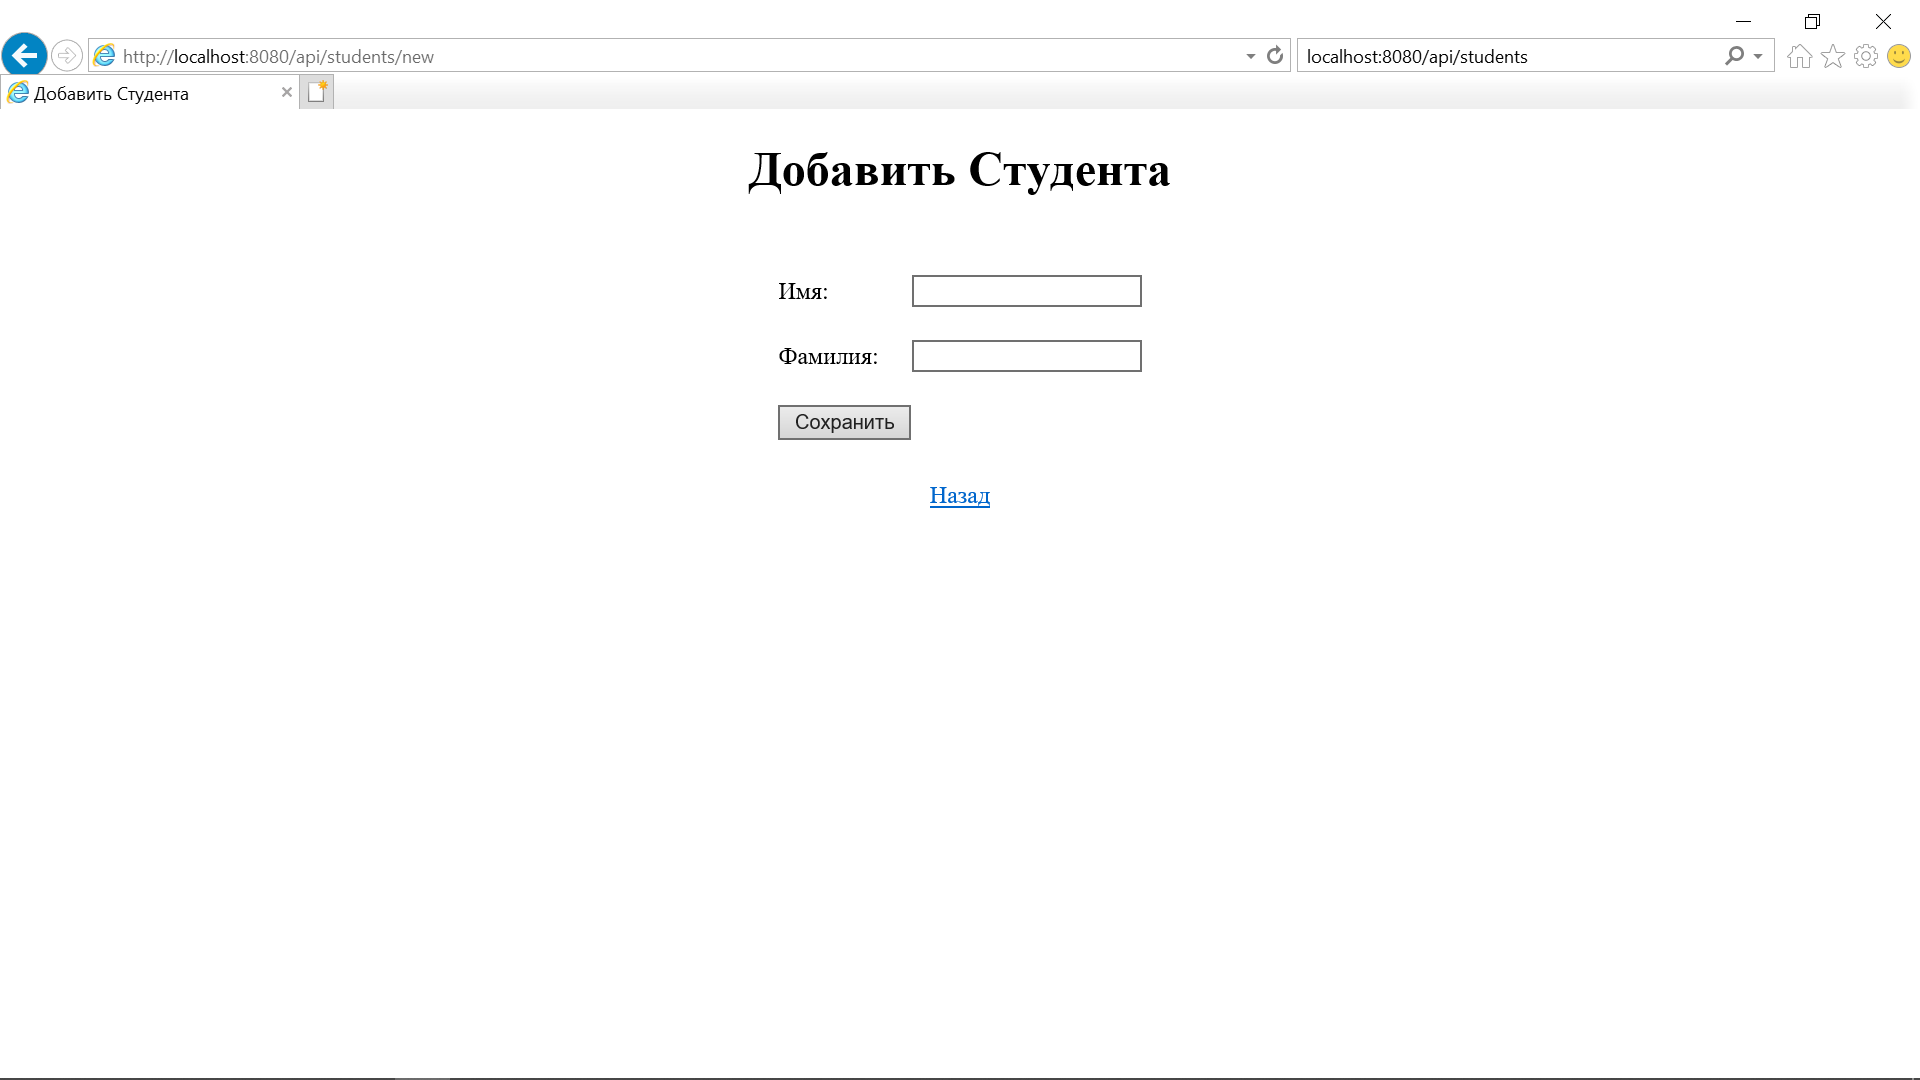 http://localhost:8080/api/students/new
localhost:8080/api/students
Добавить Студента
Добавить Студента
Имя:
Фамилия:
Сохранить
Назад